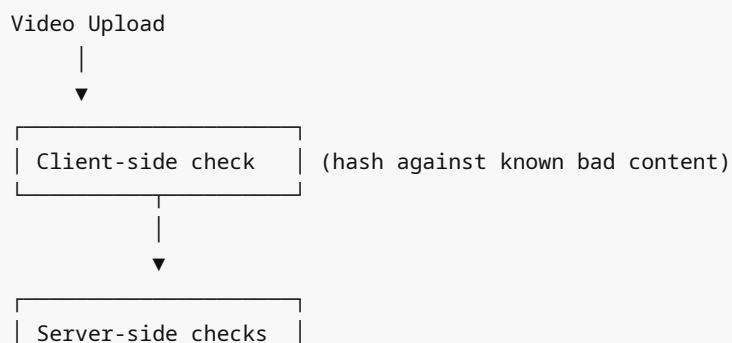 Video Upload
Client-side check (hash against known bad content)
Server-side checks